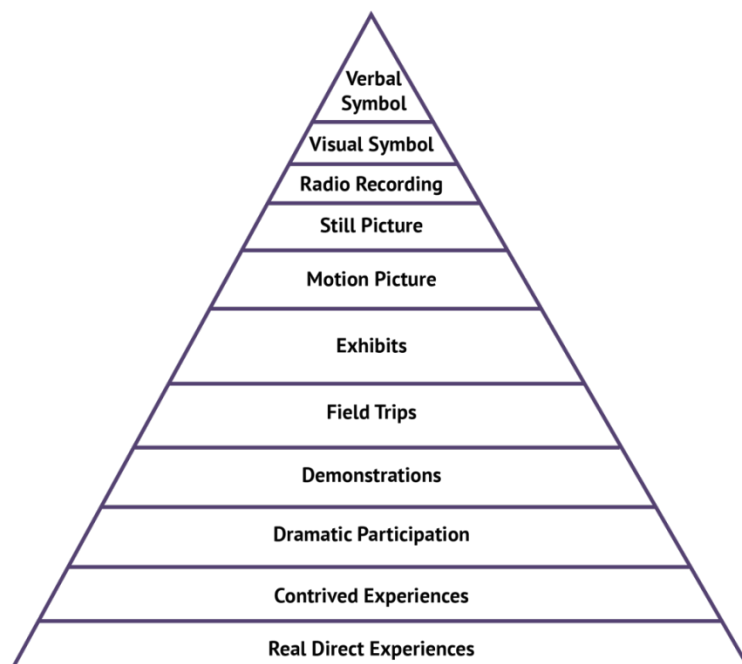 Verbal
Symbol
Visual Symbol
Radio Recording
Still Picture
Motion Picture
Exhibits
Field Trips
Demonstrations
Dramatic Participation
Contrived Experiences
Real Direct Experiences